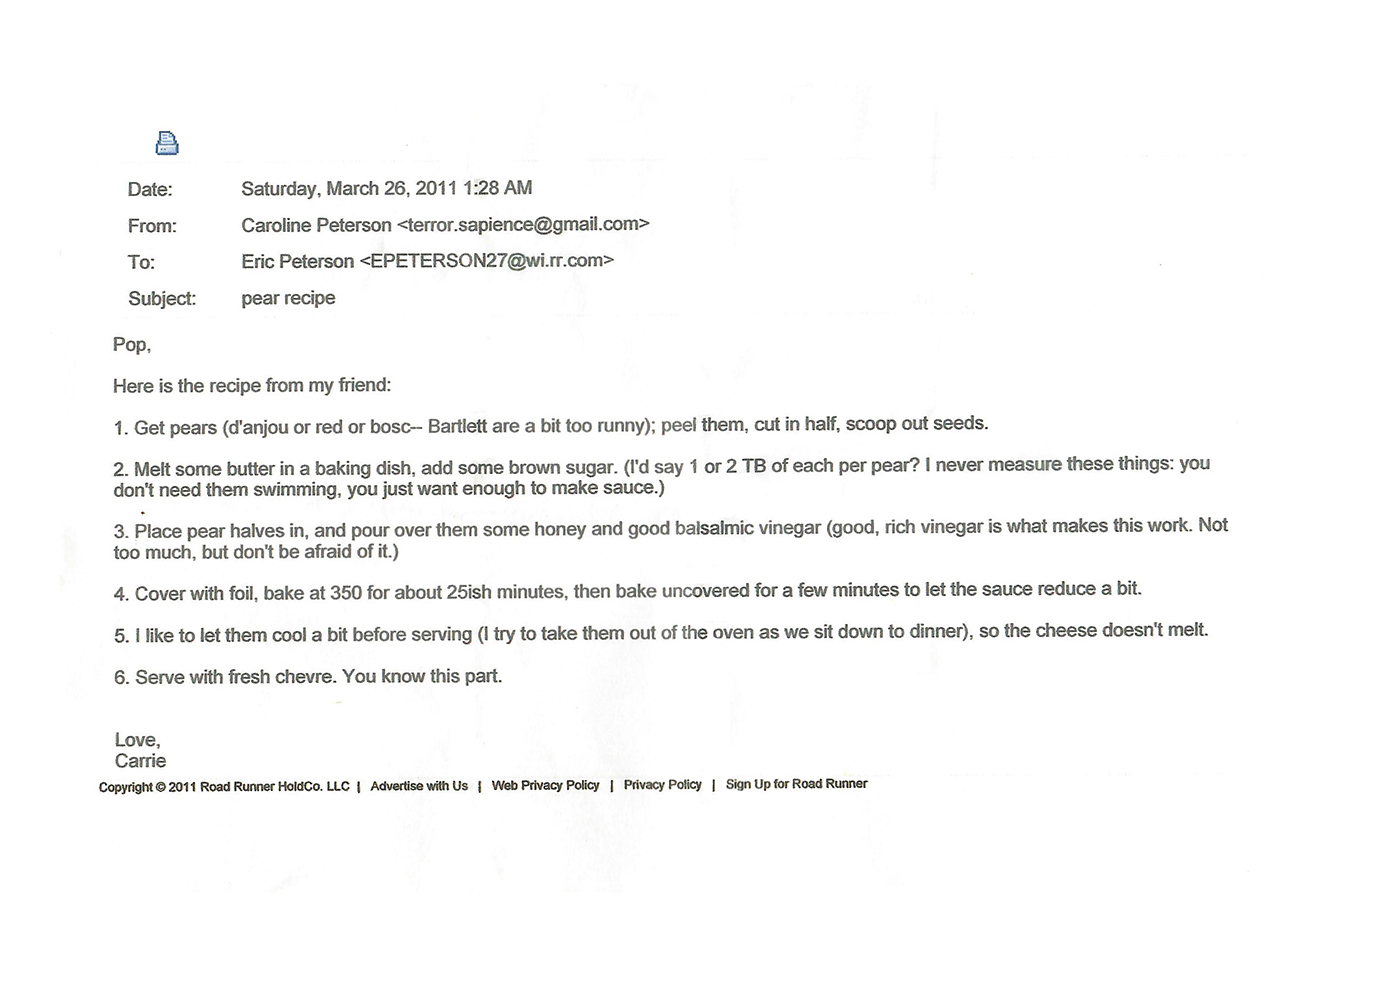 Date: Saturday, March 26, 2011 1:28 AM
From: Caroline Peterson <terror.sapience@gmail.com>
To: Eric Peterson <EPETERSON27@wi.rr.com>
Subject: pear recipe
Pop,
Here is the recipe from my friend:
1. Get pears (d'anjou or red or bosc-- Bartlett are a bit too runny); peel them, cut in half, scoop out seeds.
2. Melt some butter in a baking dish, add some brown sugar. (I'd say 1 or 2 TB of each per pear? I never measure these things: you
don't need them swimming, you just want enough to make sauce.)
3. Place pear halves in, and pour over them some honey and good balsalmic vinegar (good, rich vinegar is what makes this work. Not
too much, but don't be afraid of it.)
4. Cover with foil, bake at 350 for about 25ish minutes, then bake uncovered for a few minutes to let the sauce reduce a bit.
5. I like to let them cool a bit before serving (I try to take them out of the oven as we sit down to dinner), so the cheese doesn't melt.
6. Serve with fresh chevre. You know this part.
Love,
Carrie
Copyright © 2011 Road Runner HoldCo. LLC | Advertise with Us | Web Privacy Policy | Privacy Policy | Sign Up for Road Runner